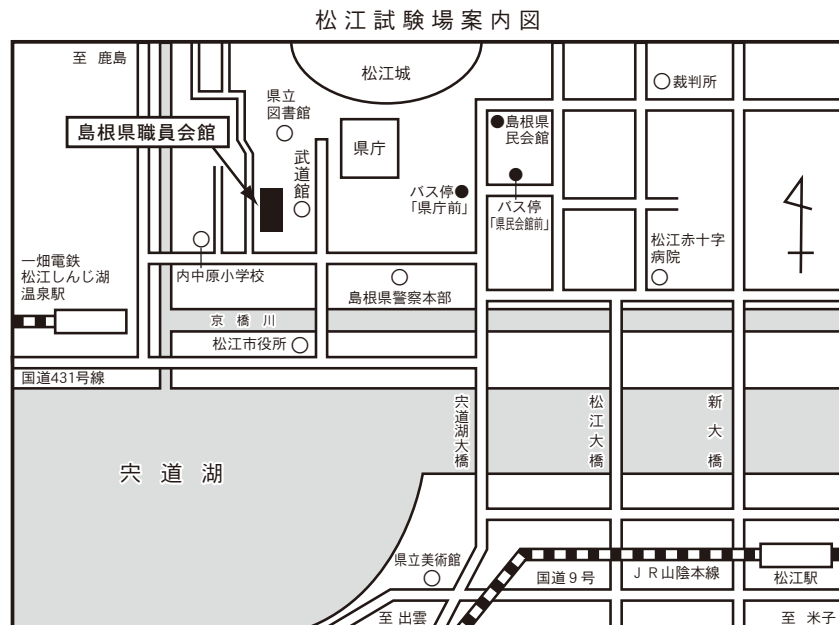 松江試験場案内図
至 鹿島
松江城
裁判所
県立
図書館
島根県職員会館
島根県
民会館
県庁
武道館
バス停
「県庁前」
バス停
「県民会館前」
松江赤十字
病院
一畑電鉄
松江しんじ湖
温泉駅
内中原小学校
島根県警察本部
京橋川
松江市役所
国道431号線
宍道湖大橋
松江大橋
新大橋
宍道湖
県立美術館
国道9号
JR山陰本線
松江駅
至 出雲
至 米子